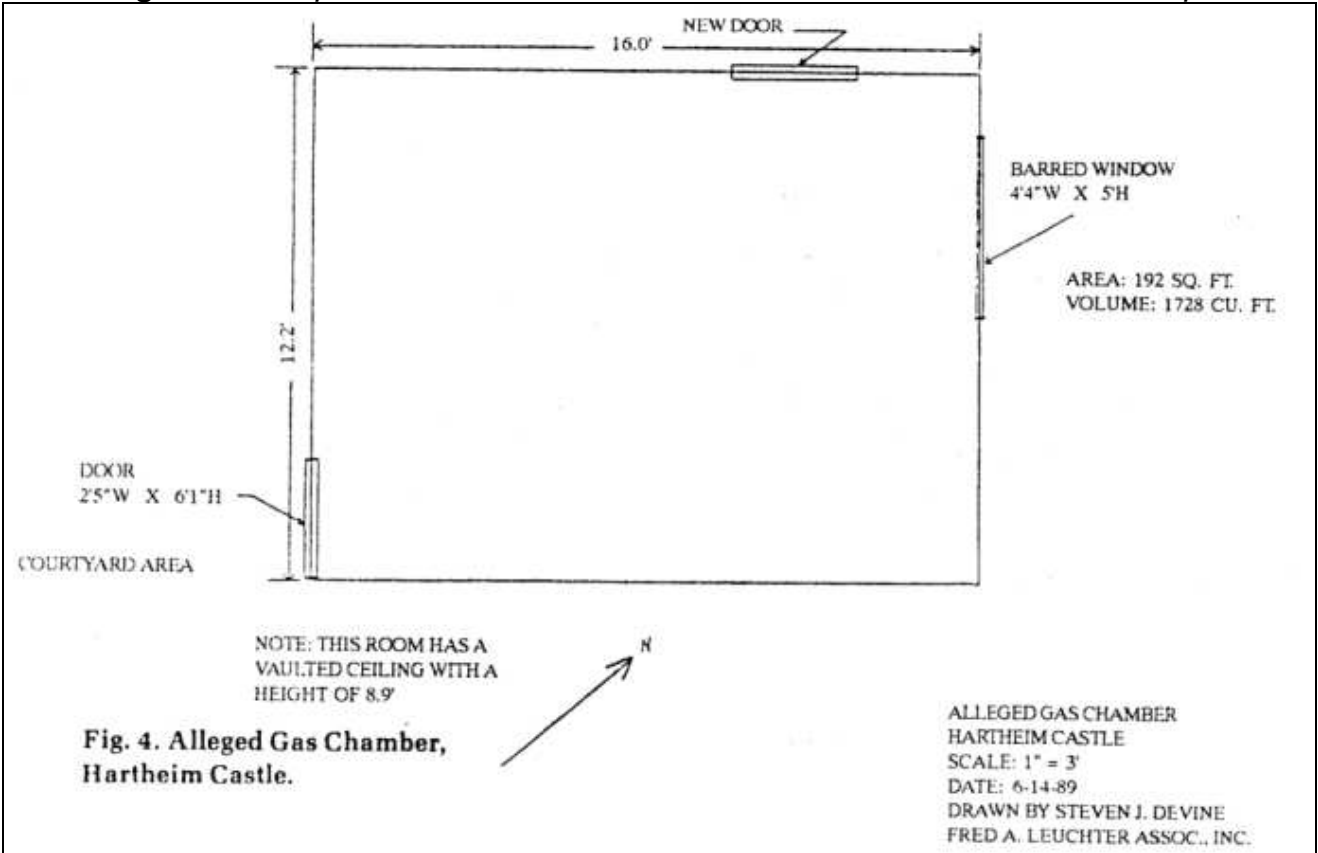 NEW DOOR
16.0'
BARRED WINDOW
4'4"W X 5'H
AREA: 192 SQ. FT.
VOLUME: 1728 CU. FT.
12.2'
DOOR
2'5"W X 6'1"H
COURTYARD AREA
NOTE: THIS ROOM HAS A
VAULTED CEILING WITH A
HEIGHT OF 8.9'
N
Fig. 4. Alleged Gas Chamber,
Hartheim Castle.
ALLEGED GAS CHAMBER
HARTHEIM CASTLE
SCALE: 1" = 3'
DATE: 6-14-89
DRAWN BY STEVEN J. DEVINE
FRED A. LEUCHTER ASSOC., INC.